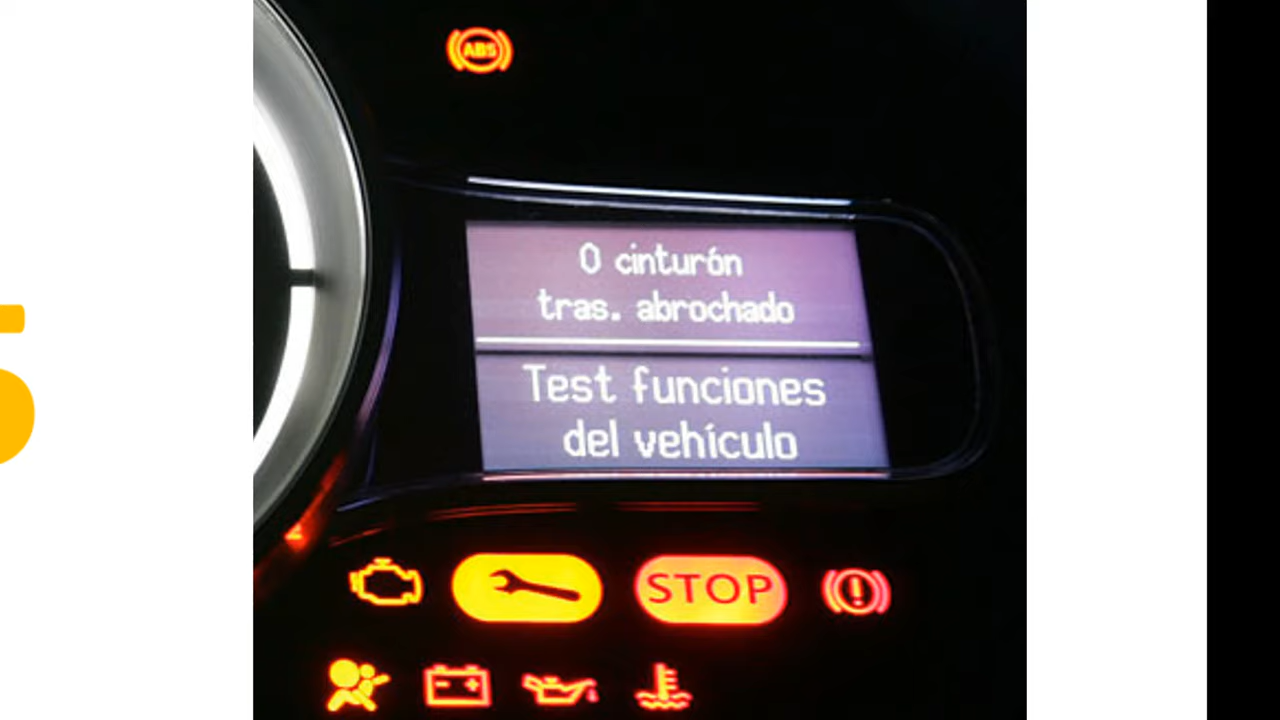 ABS
0 cinturón
tras. abrochado
Test funciones
del vehículo
STOP